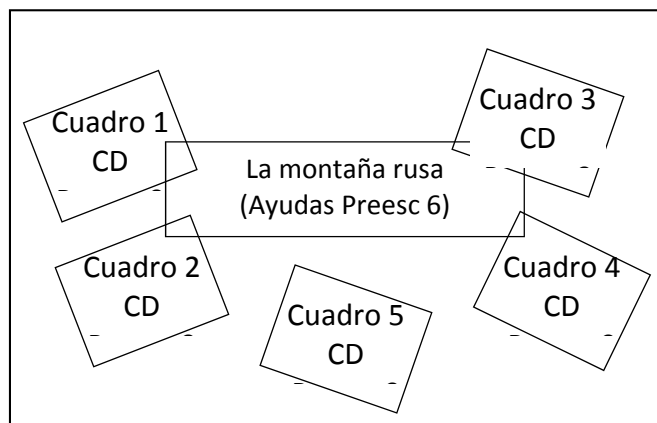 Cuadro 1
CD
Cuadro 3
CD
La montaña rusa
(Ayudas Preesc 6)
Cuadro 2
CD
Cuadro 4
CD
Cuadro 5
CD